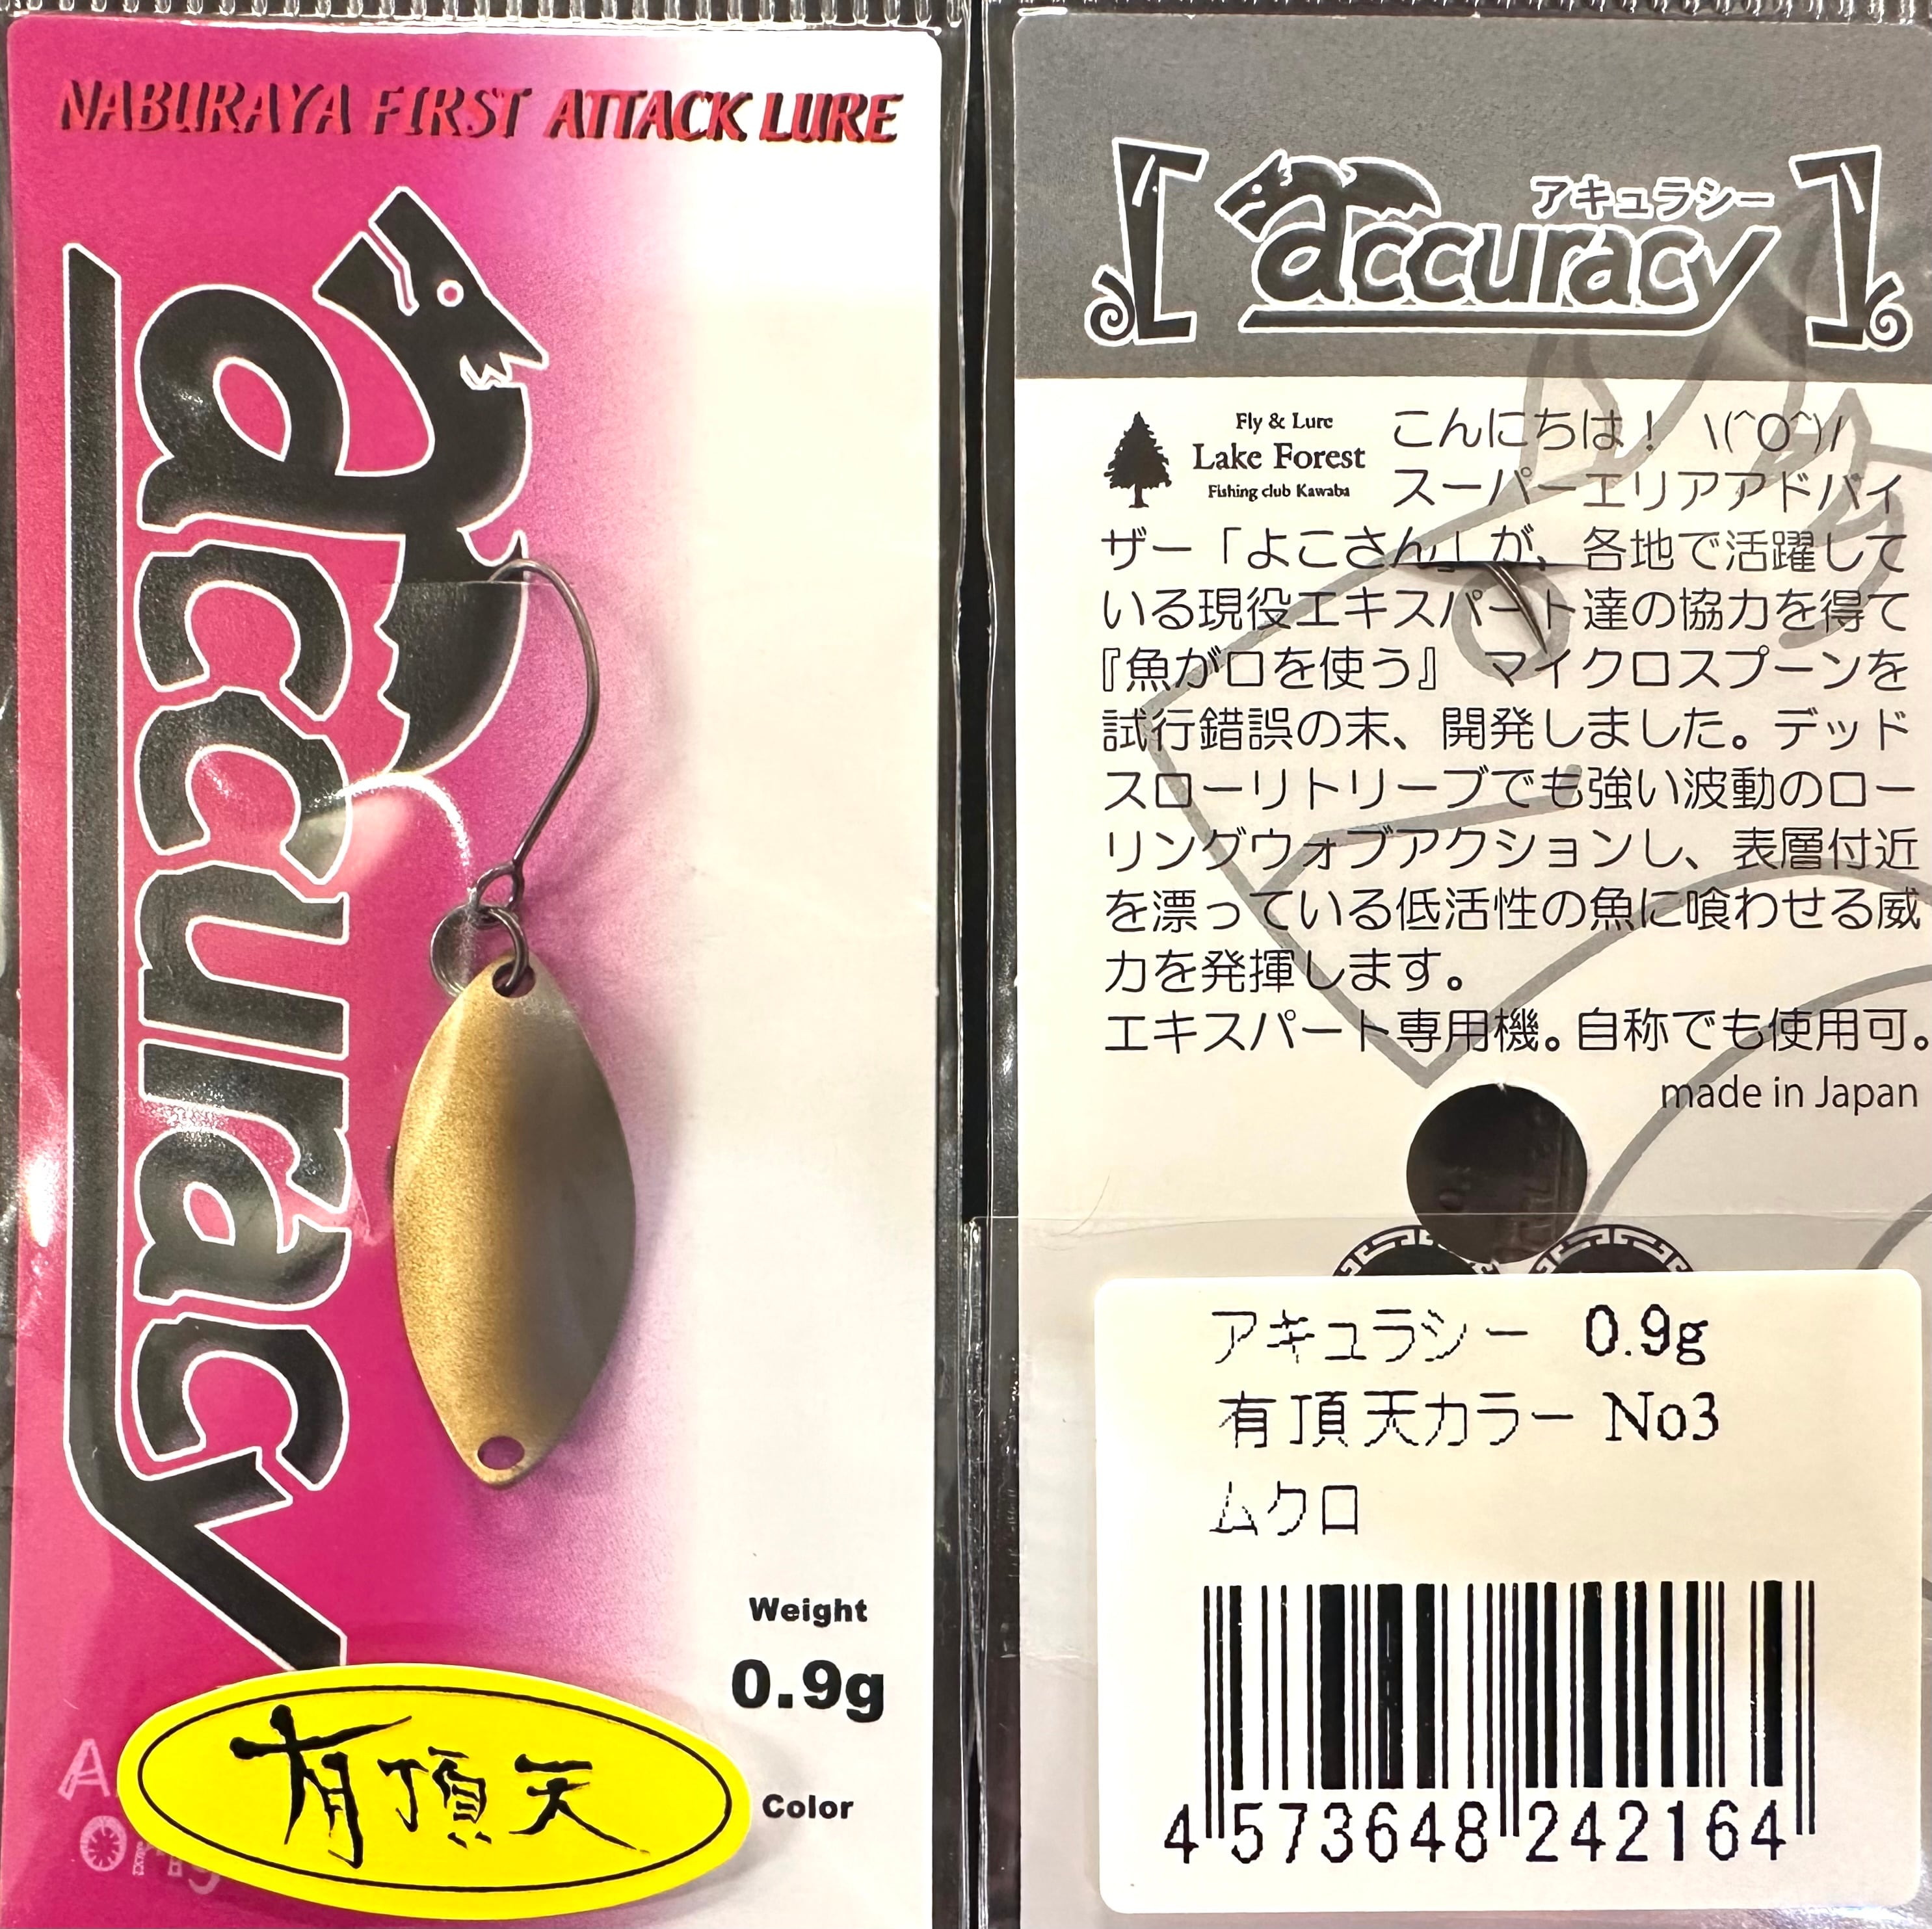 NABURAYA FIRST ATTACK LURE
accuracy
Weight
0.9g
有頂天
Color
アキュラシー
accuracy
Fly & Lure
Lake Forest
Fishing club Kawaba
こんにちは！ \(^O^)/
スーパーエリアアドバイ
ザー「よこさん」が、各地で活躍して
いる現役エキスパート達の協力を得て
『魚が口を使う』 マイクロスプーンを
試行錯誤の末、開発しました。デッド
スローリトリーブでも強い波動のロー
リングウォブアクションし、表層付近
を漂っている低活性の魚に喰わせる威
力を発揮します。
エキスパート専用機。自称でも使用可。
made in Japan
アキュラシー 0.9g
有頂天カラー No3
ムクロ
4 573648 242164